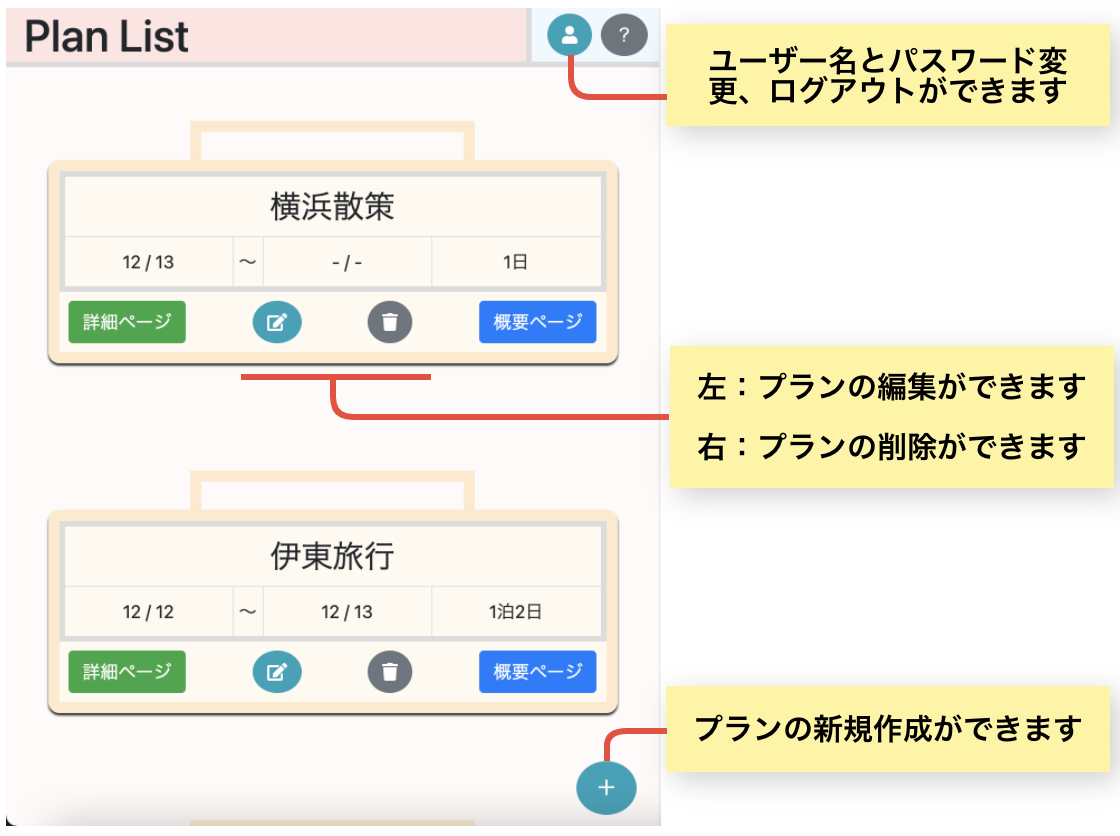 Plan List
?
ユーザー名とパスワード変
更、ログアウトができます
横浜散策
12 / 13 〜 - / - 1日
詳細ページ 概要ページ
左：プランの編集ができます
右：プランの削除ができます
伊東旅行
12 / 12 〜 12 / 13 1泊2日
詳細ページ 概要ページ
プランの新規作成ができます
+